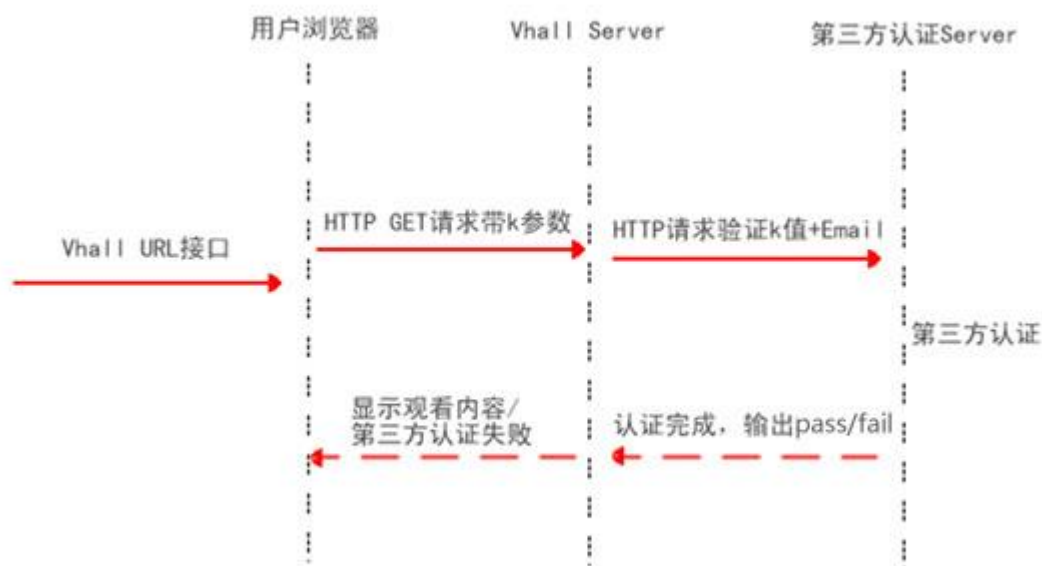 用户浏览器
Vhall Server
第三方认证Server
HTTP GET请求带k参数
HTTP请求验证k值+Email
Vhall URL接口
第三方认证
显示观看内容/
第三方认证失败
认证完成，输出pass/fail